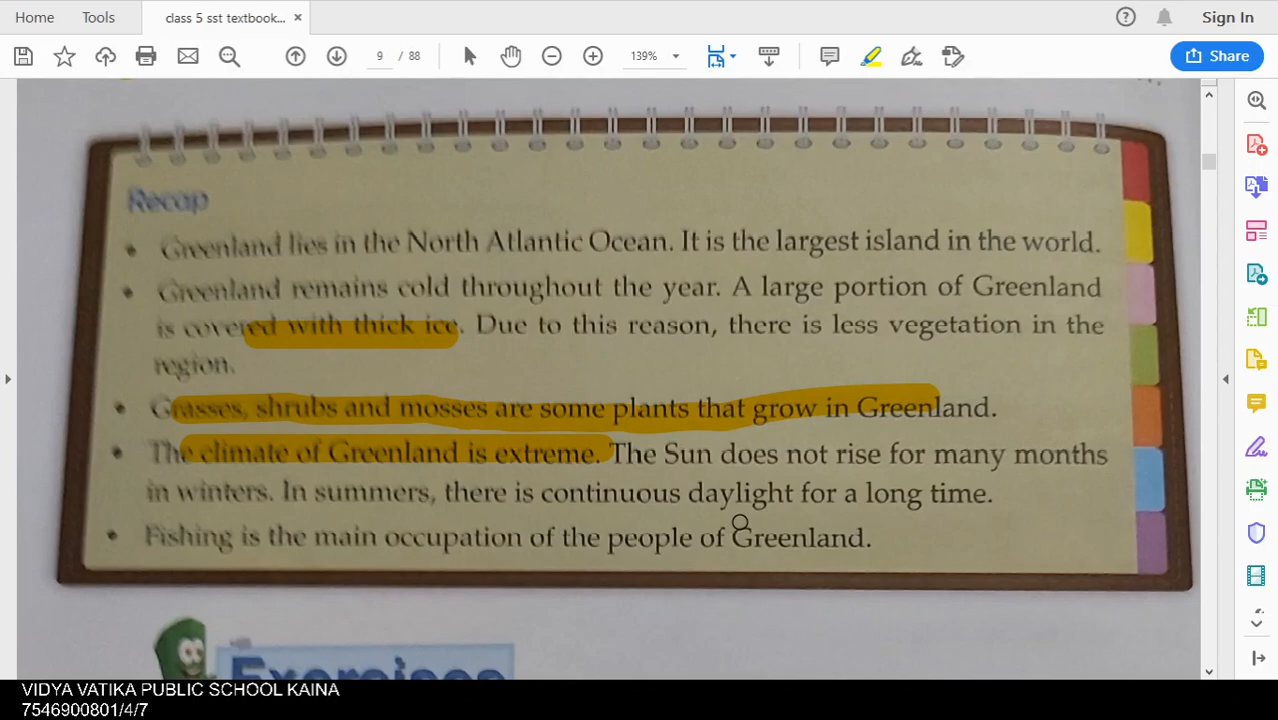 Home Tools class 5 sst textbook... × Sign In
9 / 88 139% Share
Recap
• Greenland lies in the North Atlantic Ocean. It is the largest island in the world.
• Greenland remains cold throughout the year. A large portion of Greenland
is covered with thick ice. Due to this reason, there is less vegetation in the
region.
• Grasses, shrubs and mosses are some plants that grow in Greenland.
• The climate of Greenland is extreme. The Sun does not rise for many months
in winters. In summers, there is continuous daylight for a long time.
• Fishing is the main occupation of the people of Greenland.
Exercises
VIDYA VATIKA PUBLIC SCHOOL KAINA
7546900801/4/7